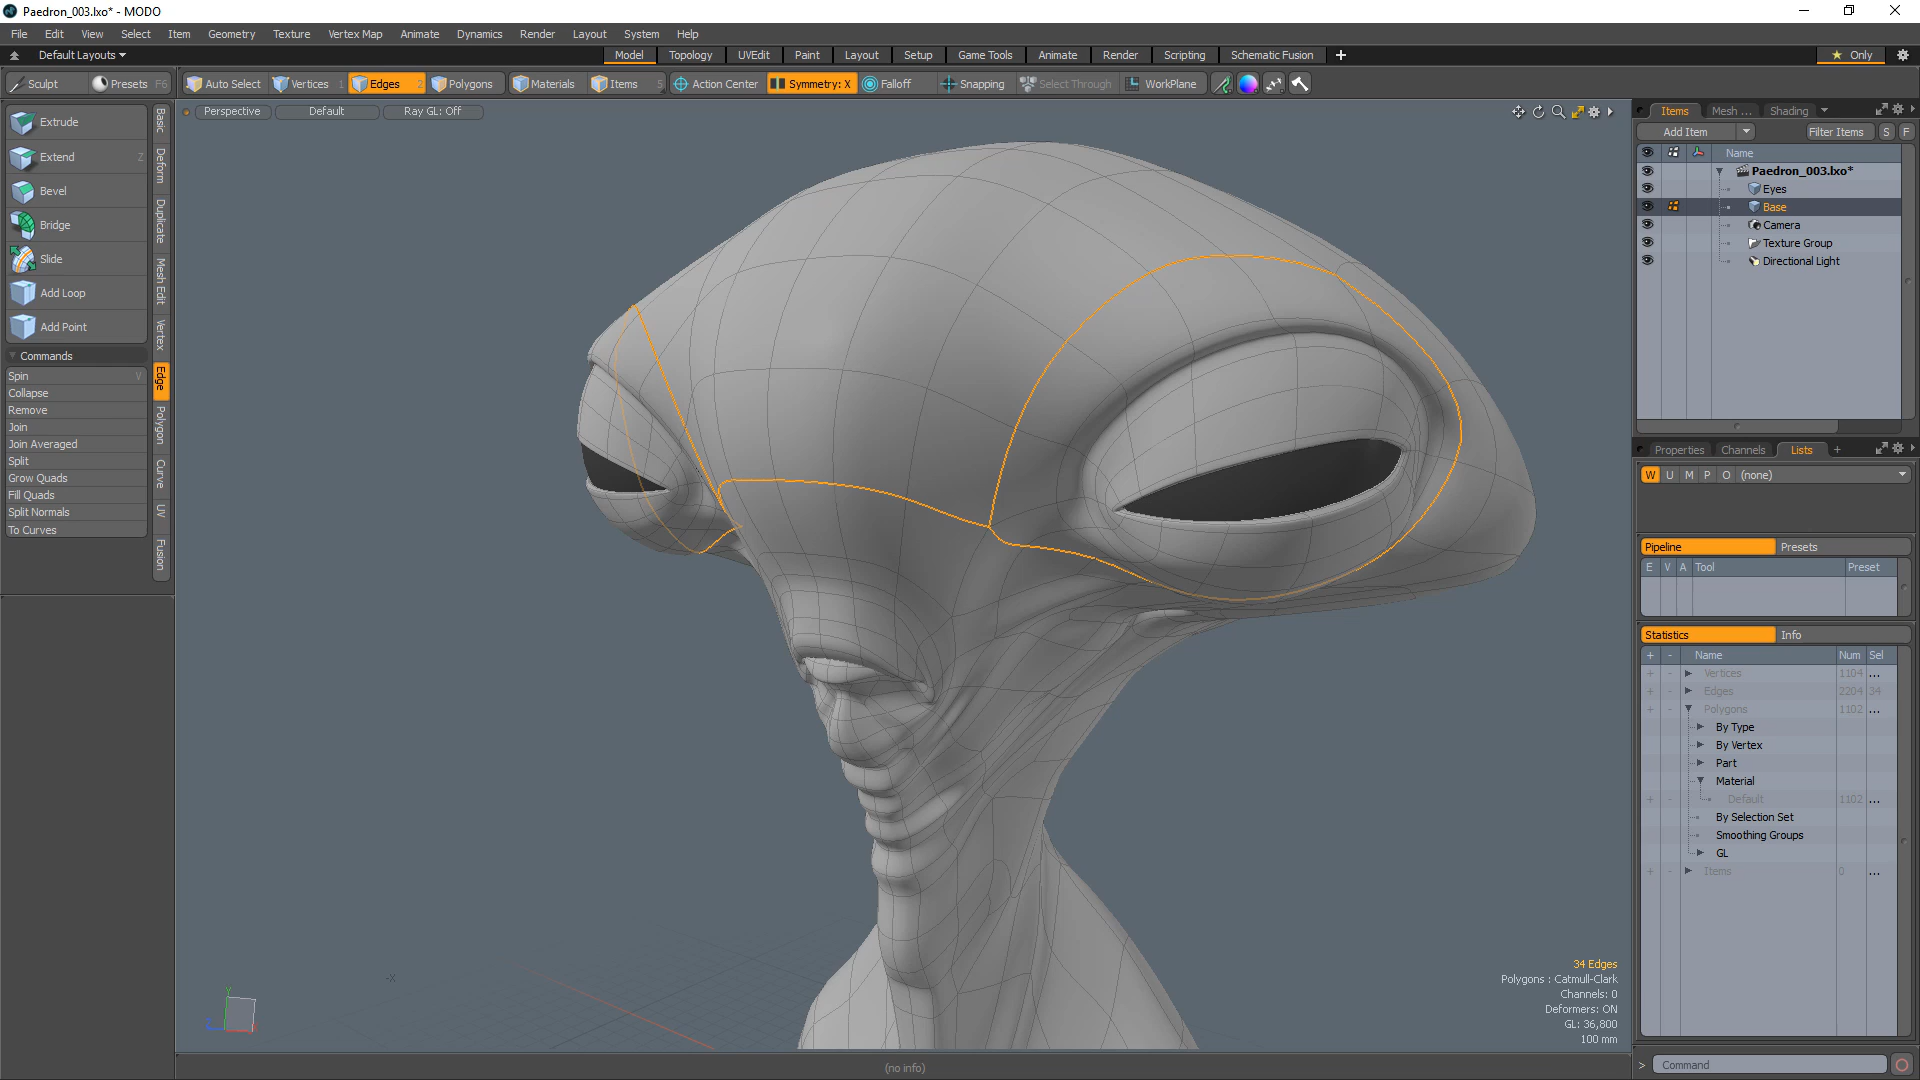 Paedron_003.lxo* - MODO
File Edit View Select Item Geometry Texture Vertex Map Animate Dynamics Render Layout System Help
Default Layouts Model Topology UVEdit Paint Layout Setup Game Tools Animate Render Scripting Schematic Fusion + Only
Sculpt Presets F6 Auto Select Vertices 1 Edges 2 Polygons Materials Items 5 Action Center Symmetry: X Falloff Snapping Select Through WorkPlane
Perspective Default Ray GL: Off
Extrude
Extend Z
Bevel
Bridge
Slide
Add Loop
Add Point
Commands
Spin V
Collapse
Remove
Join
Join Averaged
Split
Grow Quads
Fill Quads
Split Normals
To Curves
Basic
Deform
Duplicate
Mesh Edit
Vertex
Edge
Polygon
Curve
UV
Fusion
-X
Y
Z
34 Edges
Polygons : Catmull-Clark
Channels: 0
Deformers: ON
GL: 36,800
100 mm
(no info)
Items Mesh ... Shading
Add Item Filter Items S F
Name
Paedron_003.lxo*
Eyes
Base
Camera
Texture Group
Directional Light
Properties Channels Lists +
W U M P O (none)
Pipeline Presets
E V A Tool Preset
Statistics Info
+ - Name Num Sel
+ - Vertices 1104 ...
+ - Edges 2204 34
+ - Polygons 1102 ...
By Type
By Vertex
Part
Material
+ - Default 1102 ...
By Selection Set
Smoothing Groups
GL
+ - Items 0 ...
> Command